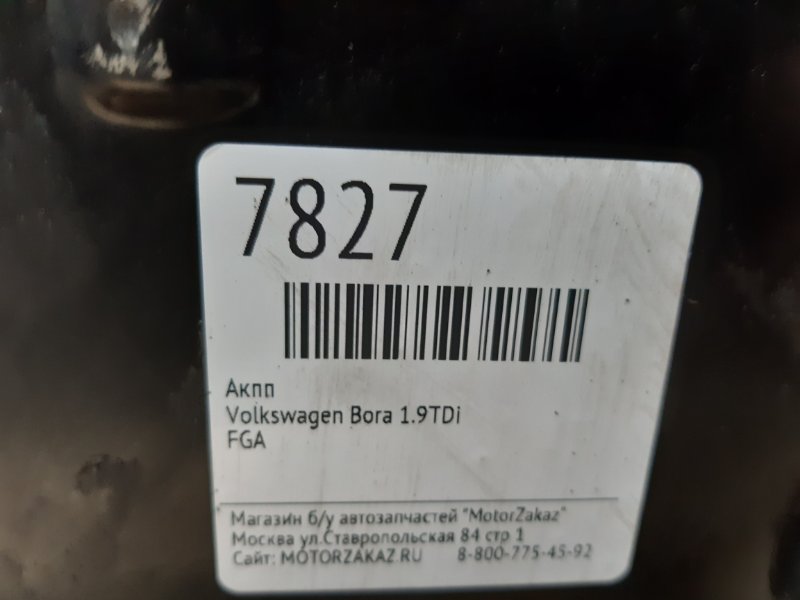 7827
Акпп
Volkswagen Bora 1.9TDi
FGA
Магазин б/у автозапчастей "MotorZakaz"
Москва ул.Ставропольская 84 стр 1
Сайт: MOTORZAKAZ.RU 8-800-775-45-92